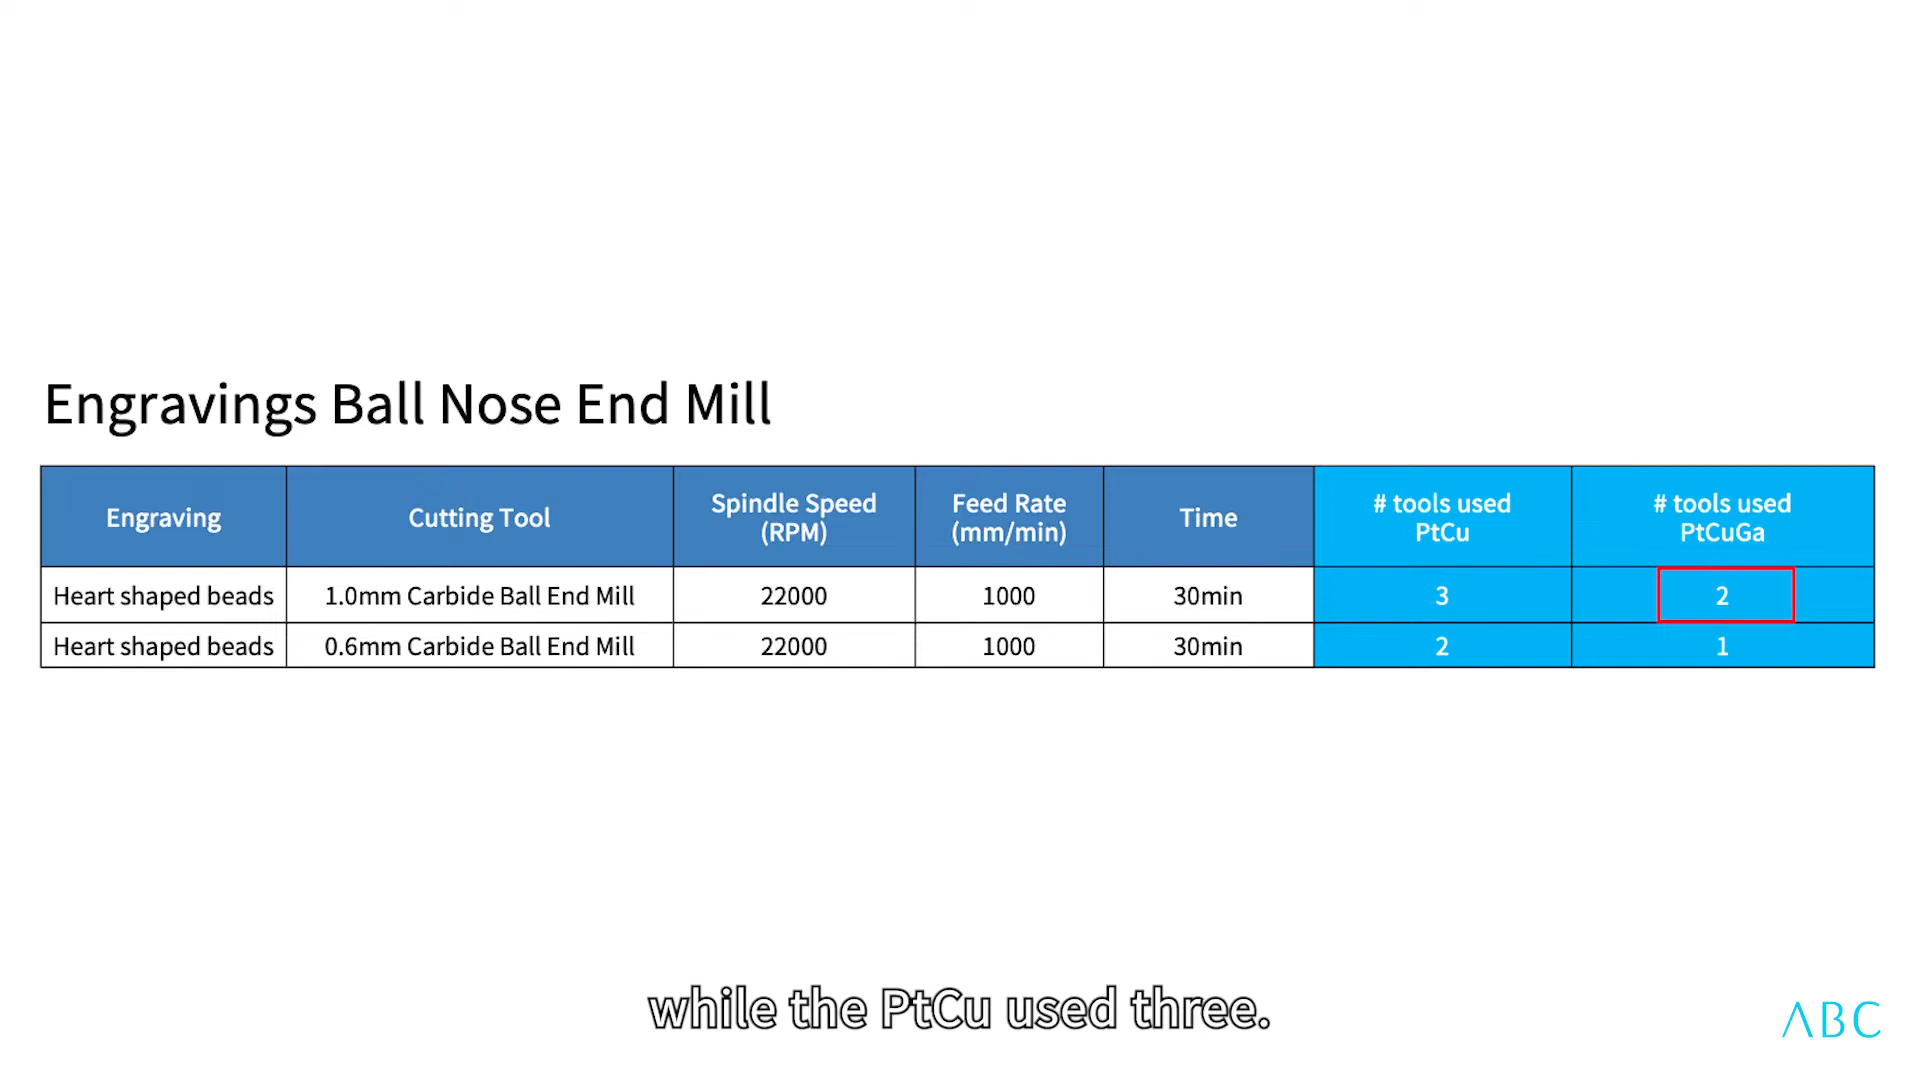 Engravings Ball Nose End Mill
Engraving Cutting Tool Spindle Speed (RPM) Feed Rate (mm/min) Time # tools used PtCu # tools used PtCuGa
Heart shaped beads 1.0mm Carbide Ball End Mill 22000 1000 30min 3 2
Heart shaped beads 0.6mm Carbide Ball End Mill 22000 1000 30min 2 1
while the PtCu used three.
ABC